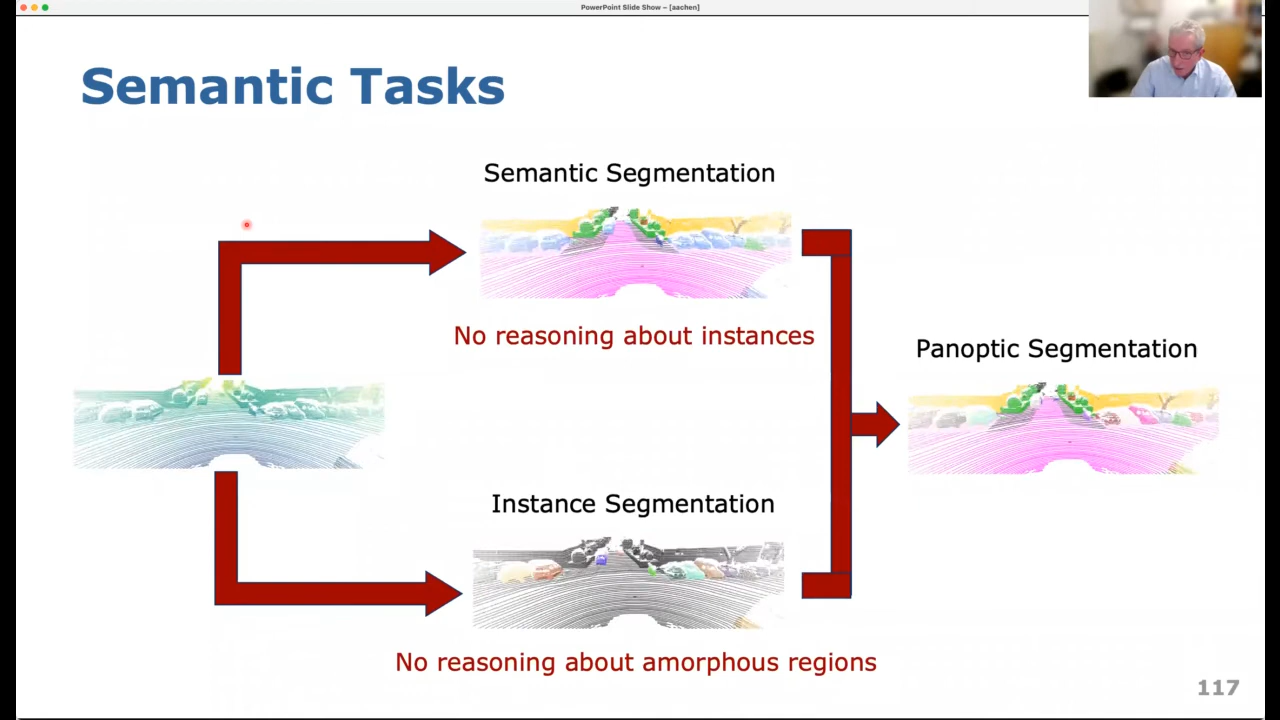 PowerPoint Slide Show – [aachen]
Semantic Tasks
Semantic Segmentation
No reasoning about instances
Panoptic Segmentation
Instance Segmentation
No reasoning about amorphous regions
117